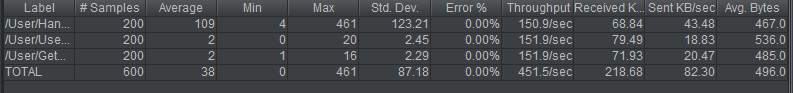 Label # Samples Average Min Max Std. Dev. Error % Throughput Received K... Sent KB/sec Avg. Bytes
/User/Han... 200 109 4 461 123.21 0.00% 150.9/sec 68.84 43.48 467.0
/User/Use... 200 2 0 20 2.45 0.00% 151.9/sec 79.49 18.83 536.0
/User/Get... 200 2 1 16 2.29 0.00% 151.9/sec 71.93 20.47 485.0
TOTAL 600 38 0 461 87.18 0.00% 451.5/sec 218.68 82.30 496.0